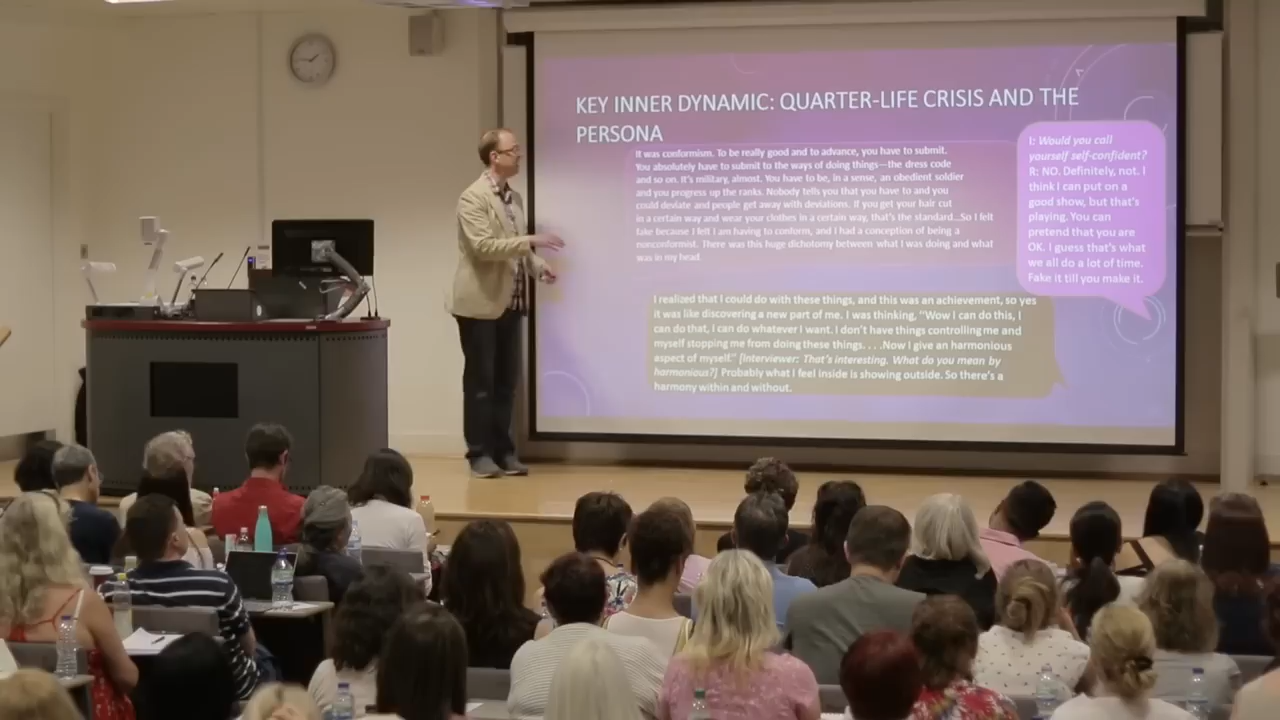 KEY INNER DYNAMIC: QUARTER-LIFE CRISIS AND THE
PERSONA
It was conformism. To be really good and to advance, you have to submit.
You absolutely have to submit to the ways of doing things—the dress code
and so on. It's military, almost. You have to be, in a sense, an obedient soldier
and you progress up the ranks. Nobody tells you that you have to and you
could deviate and people get away with deviations. If you get your hair cut
in a certain way and wear your clothes in a certain way, that's the standard...So I felt
fake because I felt I am having to conform, and I had a conception of being a
nonconformist. There was this huge dichotomy between what I was doing and what
was in my head.
I: Would you call
yourself self-confident?
R: NO. Definitely, not. I
think I can put on a
good show, but that's
playing. You can
pretend that you are
OK. I guess that's what
we all do a lot of time.
Fake it till you make it.
I realized that I could do with these things, and this was an achievement, so yes
it was like discovering a new part of me. I was thinking, "Wow I can do this, I
can do that, I can do whatever I want. I don't have things controlling me and
myself stopping me from doing these things. . . .Now I give an harmonious
aspect of myself." [Interviewer: That's interesting. What do you mean by
harmonious?] Probably what I feel inside is showing outside. So there's a
harmony within and without.